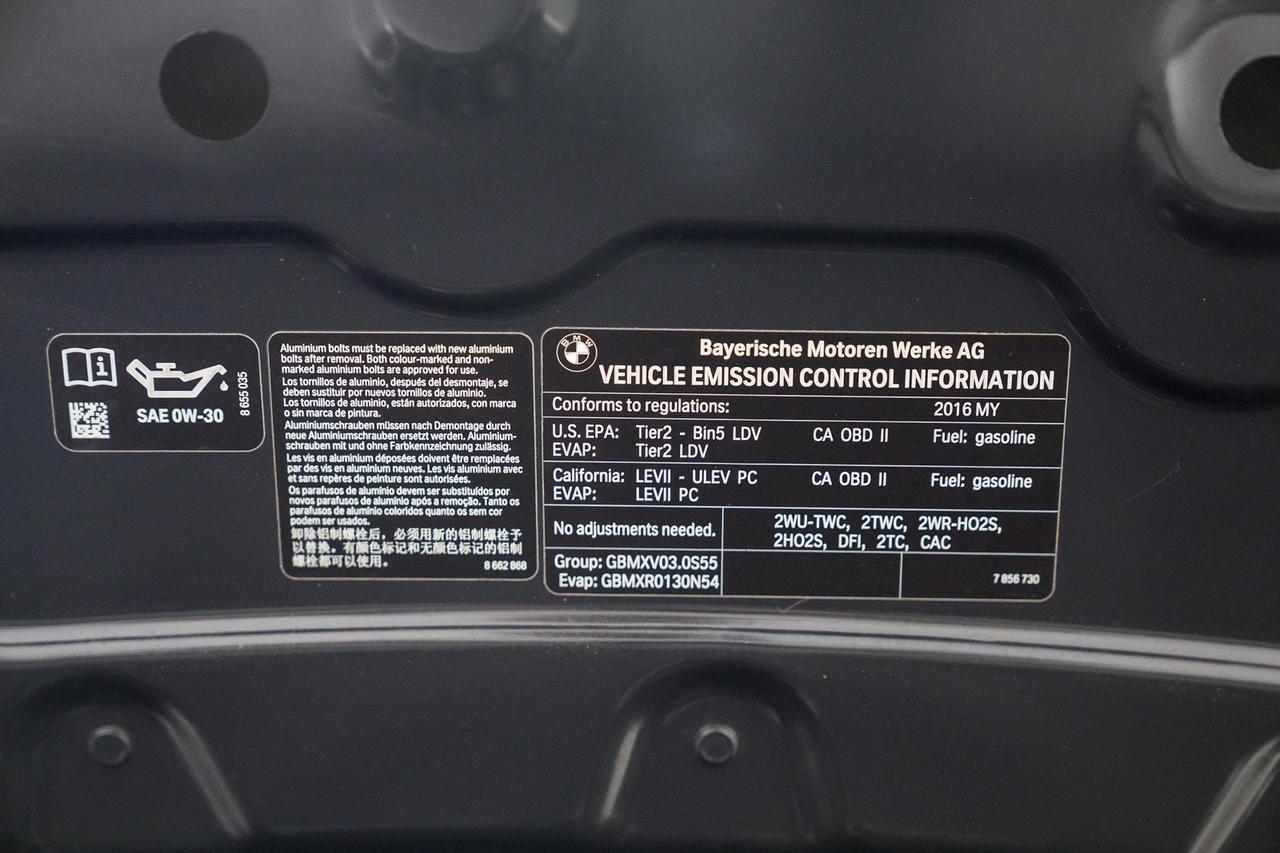 SAE 0W-30
8 655 035
Aluminium bolts must be replaced with new aluminium
bolts after removal. Both colour-marked and non-
marked aluminium bolts are approved for use.
Los tornillos de aluminio, después del desmontaje, se
deben sustituir por nuevos tornillos de aluminio.
Los tornillos de aluminio, están autorizados, con marca
o sin marca de pintura.
Aluminiumschrauben müssen nach Demontage durch
neue Aluminiumschrauben ersetzt werden. Aluminium-
schrauben mit und ohne Farbkennzeichnung zulässig.
Les vis en aluminium déposées doivent être remplacées
par des vis en aluminium neuves. Les vis aluminium avec
et sans repères de peinture sont autorisées.
Os parafusos de alumínio devem ser substituídos por
novos parafusos de alumínio após a remoção. Tanto os
parafusos de alumínio coloridos quanto os sem cor
podem ser usados.
卸除铝制螺栓后，必须用新的铝制螺栓予
以替换。有颜色标记和无颜色标记的铝制
螺栓都可以使用。
8 662 868
BMW
Bayerische Motoren Werke AG
VEHICLE EMISSION CONTROL INFORMATION
Conforms to regulations: 2016 MY
U.S. EPA: Tier2 - Bin5 LDV CA OBD II Fuel: gasoline
EVAP: Tier2 LDV
California: LEVII - ULEV PC CA OBD II Fuel: gasoline
EVAP: LEVII PC
No adjustments needed.
2WU-TWC, 2TWC, 2WR-HO2S,
2HO2S, DFI, 2TC, CAC
Group: GBMXV03.0S55
Evap: GBMXR0130N54
7 856 730